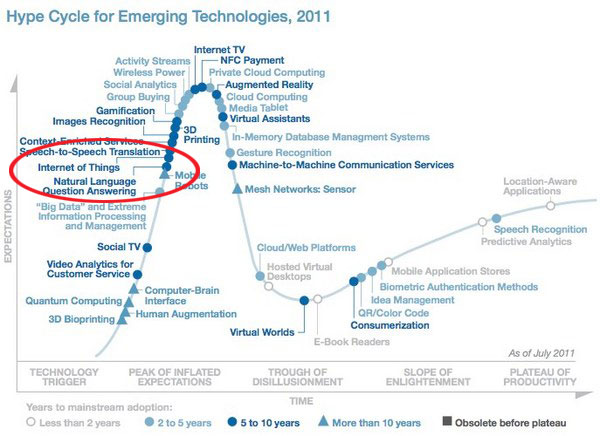 Hype Cycle for Emerging Technologies, 2011
Internet TV
NFC Payment
Activity Streams
Wireless Power
Private Cloud Computing
Social Analytics
Augmented Reality
Group Buying
Cloud Computing
Gamification
Media Tablet
Images Recognition
3D
Printing
Virtual Assistants
Context-Enriched Services
In-Memory Database Managment Systems
Speech-to-Speech Translation
Gesture Recognition
Internet of Things
Machine-to-Machine Communication Services
Natural Language
Question Answering
Mobile
Robots
Mesh Networks: Sensor
Location-Aware
Applications
"Big Data" and Extreme
Information Processing
and Management
Speech Recognition
Predictive Analytics
Social TV
Cloud/Web Platforms
Video Analytics for
Customer Service
Hosted Virtual
Desktops
Mobile Application Stores
Biometric Authentication Methods
Computer-Brain
Interface
Idea Management
Quantum Computing
QR/Color Code
Human Augmentation
3D Bioprinting
Consumerization
Virtual Worlds
E-Book Readers
EXPECTATIONS
As of July 2011
TECHNOLOGY
TRIGGER
PEAK OF INFLATED
EXPECTATIONS
TROUGH OF
DISILLUSIONMENT
SLOPE OF
ENLIGHTENMENT
PLATEAU OF
PRODUCTIVITY
TIME
Years to mainstream adoption:
Less than 2 years
2 to 5 years
5 to 10 years
More than 10 years
Obsolete before plateau